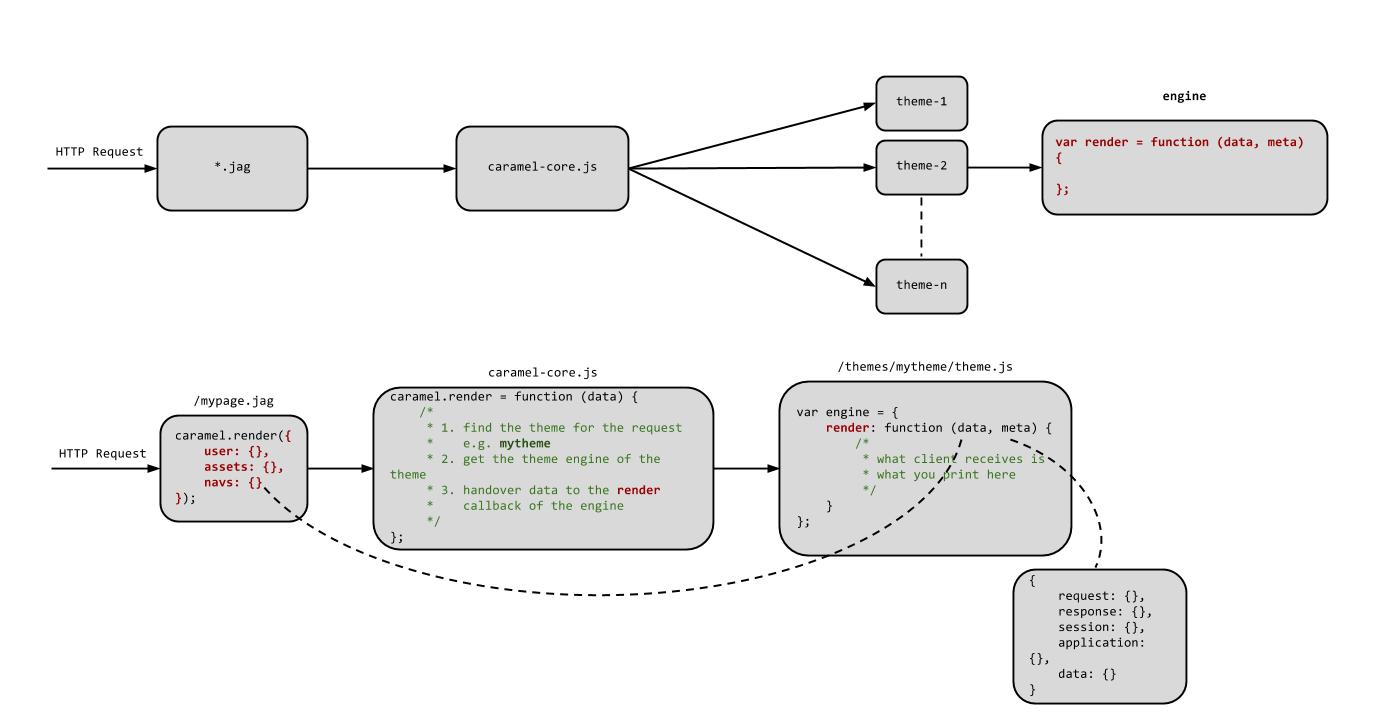 theme-1
engine
HTTP Request
*.jag
caramel-core.js
theme-2
var render = function (data, meta)
{
};
theme-n
/mypage.jag
HTTP Request
caramel.render({
user: {},
assets: {},
navs: {}
});
caramel-core.js
caramel.render = function (data) {
/*
* 1. find the theme for the request
*    e.g. mytheme
* 2. get the theme engine of the
theme
* 3. handover data to the render
*    callback of the engine
*/
};
/themes/mytheme/theme.js
var engine = {
render: function (data, meta) {
/*
* what client receives is
* what you print here
*/
}
};
{
request: {},
response: {},
session: {},
application:
{},
data: {}
}